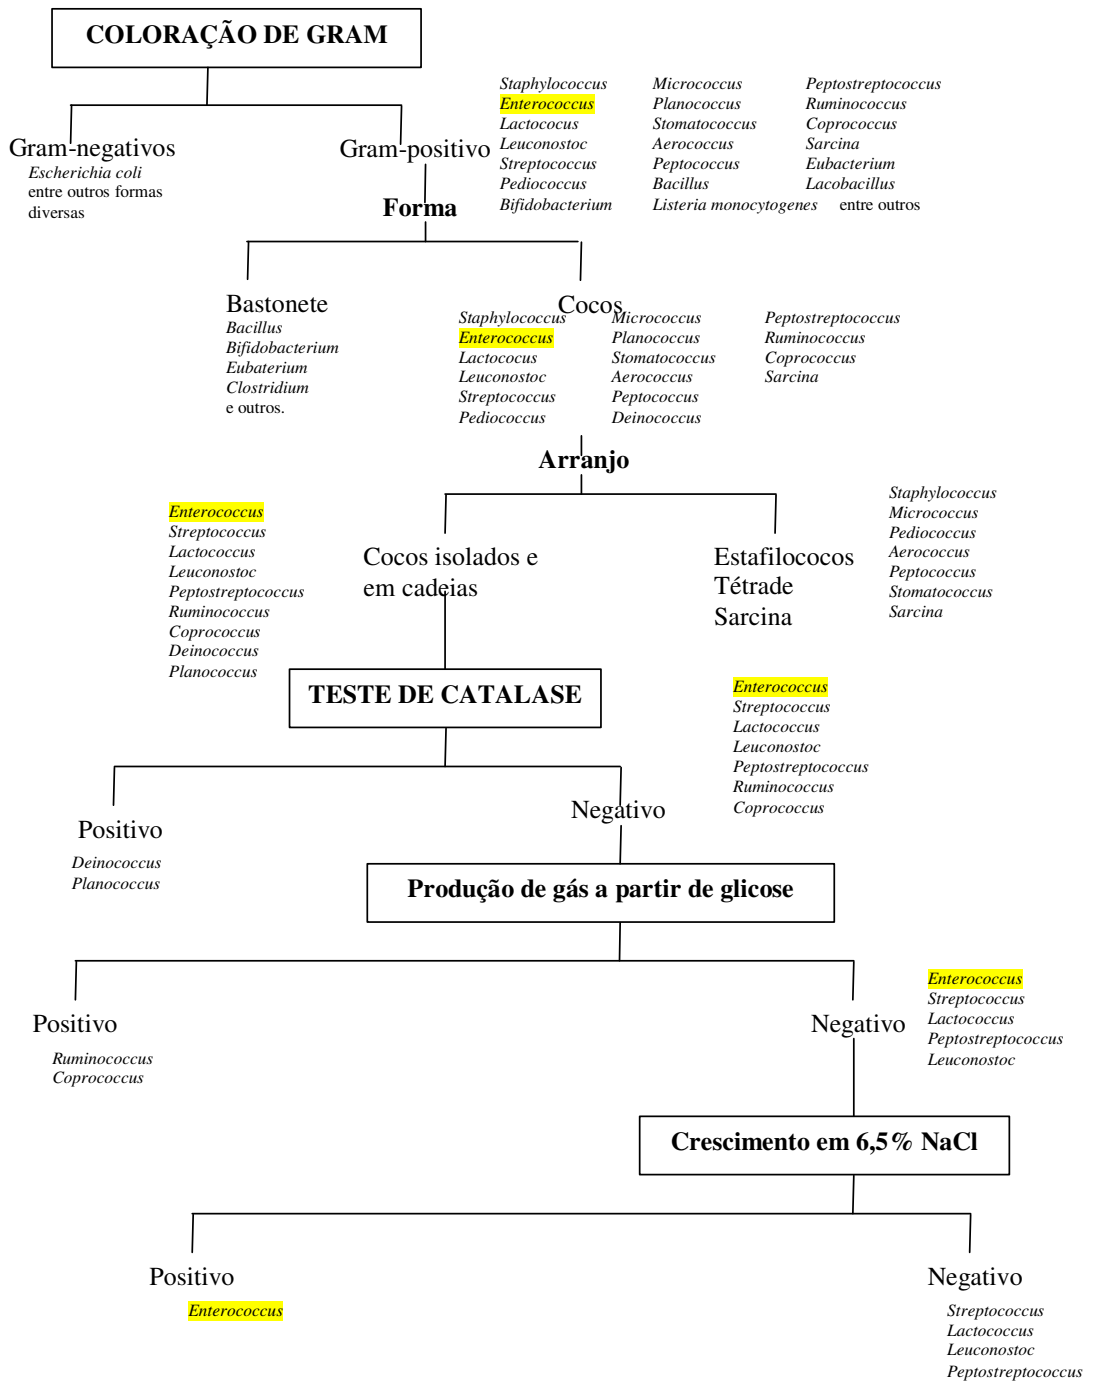 COLORAÇÃO DE GRAM
Staphylococcus Micrococcus Peptostreptococcus
Enterococcus Planococcus Ruminococcus
Lactococus Stomatococcus Coprococcus
Leuconostoc Aerococcus Sarcina
Streptococcus Peptococcus Eubacterium
Pediococcus Bacillus Lacobacillus
Bifidobacterium Listeria monocytogenes entre outros
Gram-negativos
Escherichia coli
entre outros formas
diversas
Gram-positivo
Forma
Bastonete
Bacillus
Bifidobacterium
Eubaterium
Clostridium
e outros.
Cocos
Staphylococcus Micrococcus Peptostreptococcus
Enterococcus Planococcus Ruminococcus
Lactococus Stomatococcus Coprococcus
Leuconostoc Aerococcus Sarcina
Streptococcus Peptococcus
Pediococcus Deinococcus
Arranjo
Enterococcus
Streptococcus
Lactococcus
Leuconostoc
Peptostreptococcus
Ruminococcus
Coprococcus
Deinococcus
Planococcus
Cocos isolados e
em cadeias
Estafilococos
Tétrade
Sarcina
Staphylococcus
Micrococcus
Pediococcus
Aerococcus
Peptococcus
Stomatococcus
Sarcina
TESTE DE CATALASE
Enterococcus
Streptococcus
Lactococcus
Leuconostoc
Peptostreptococcus
Ruminococcus
Coprococcus
Positivo
Deinococcus
Planococcus
Negativo
Produção de gás a partir de glicose
Positivo
Ruminococcus
Coprococcus
Negativo
Enterococcus
Streptococcus
Lactococcus
Peptostreptococcus
Leuconostoc
Crescimento em 6,5% NaCl
Positivo
Enterococcus
Negativo
Streptococcus
Lactococcus
Leuconostoc
Peptostreptococcus